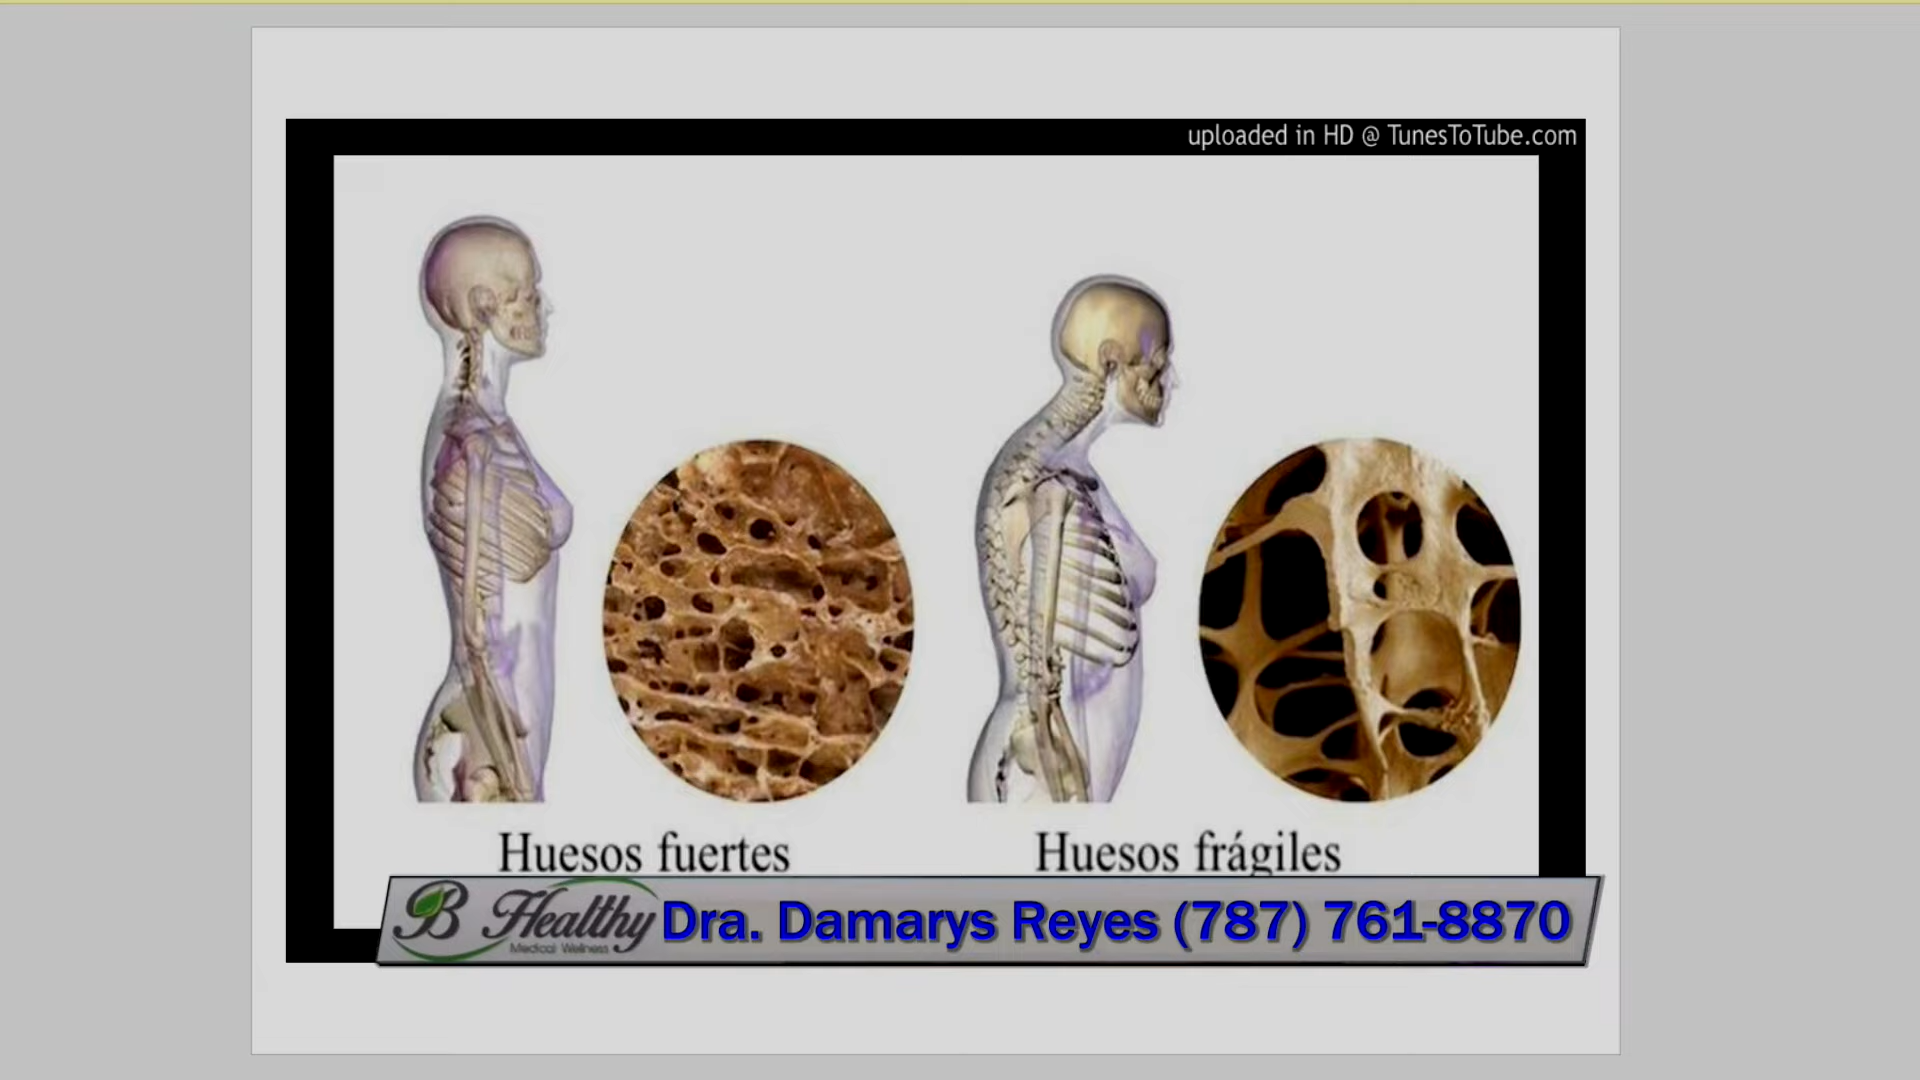 uploaded in HD @ TunesToTube.com
Huesos fuertes
Huesos frágiles
B Healthy
Medical Wellness
Dra. Damarys Reyes (787) 761-8870